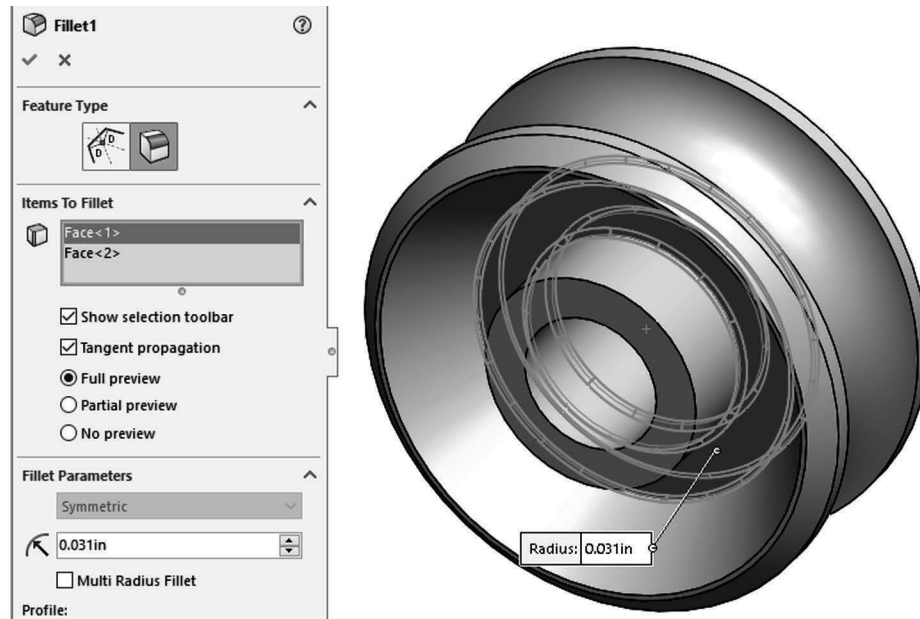 Fillet1
?
Feature Type
D
D
Items To Fillet
Face<1>
Face<2>
Show selection toolbar
Tangent propagation
Full preview
Partial preview
No preview
Fillet Parameters
Symmetric
0.031in
Multi Radius Fillet
Profile:
Radius: 0.031in